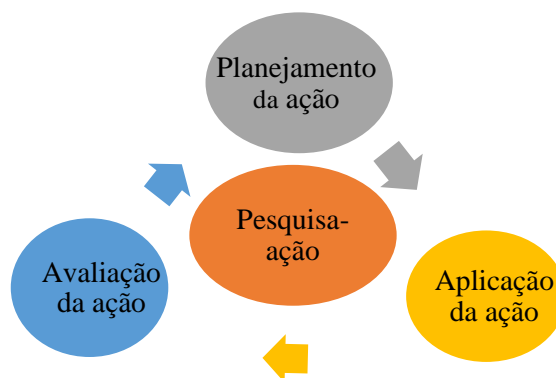 Planejamento
da ação
Pesquisa-
ação
Avaliação
da ação
Aplicação
da ação